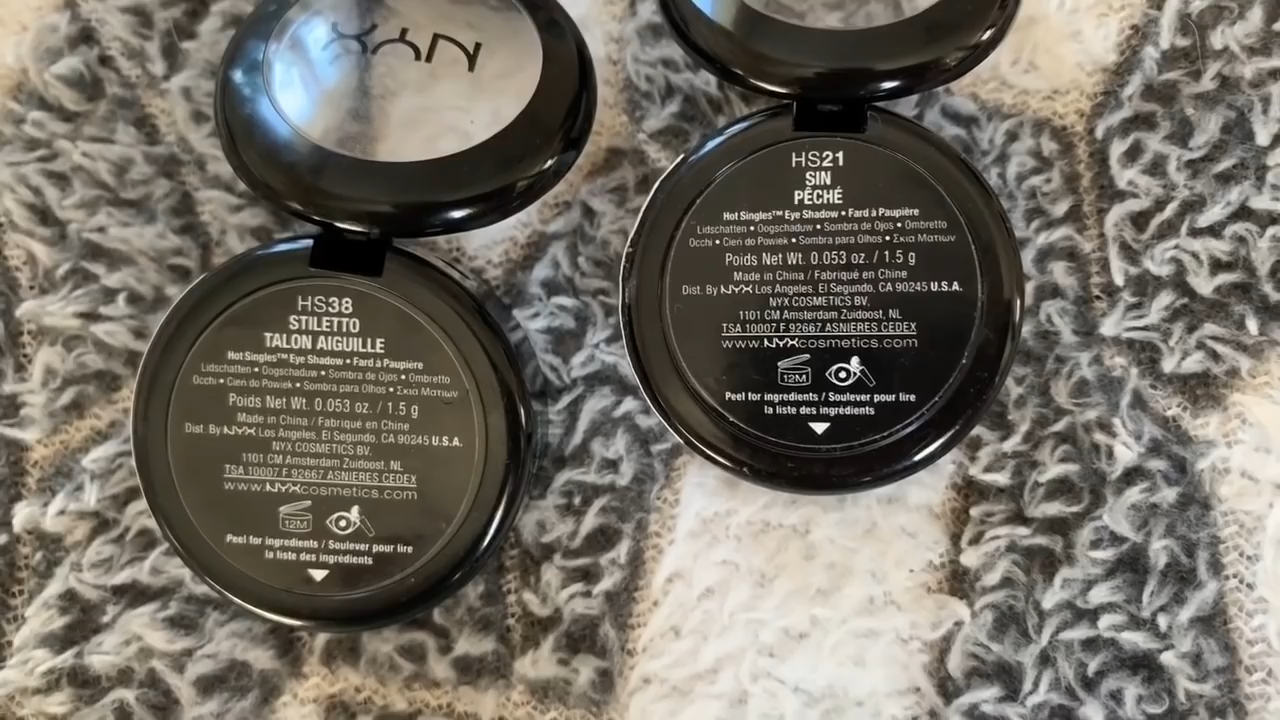 NYX
HS38
STILETTO
TALON AIGUILLE
Hot Singles™ Eye Shadow • Fard à Paupière
Lidschatten • Oogschaduw • Sombra de Ojos • Ombretto
Occhi • Cień do Powiek • Sombra para Olhos • Σκια Ματιων
Poids Net Wt. 0.053 oz. / 1.5 g
Made in China / Fabriqué en Chine
Dist. By NYX Los Angeles. El Segundo, CA 90245 U.S.A.
NYX COSMETICS BV.
1101 CM Amsterdam Zuidoost, NL
TSA 10007 F 92667 ASNIERES CEDEX
www.NYXcosmetics.com
12M
Peel for ingredients / Soulever pour lire
la liste des ingrédients
HS21
SIN
PÊCHÉ
Hot Singles™ Eye Shadow • Fard à Paupière
Lidschatten • Oogschaduw • Sombra de Ojos • Ombretto
Occhi • Cień do Powiek • Sombra para Olhos • Σκια Ματιων
Poids Net Wt. 0.053 oz. / 1.5 g
Made in China / Fabriqué en Chine
Dist. By NYX Los Angeles. El Segundo, CA 90245 U.S.A.
NYX COSMETICS BV.
1101 CM Amsterdam Zuidoost, NL
TSA 10007 F 92667 ASNIERES CEDEX
www.NYXcosmetics.com
12M
Peel for ingredients / Soulever pour lire
la liste des ingrédients